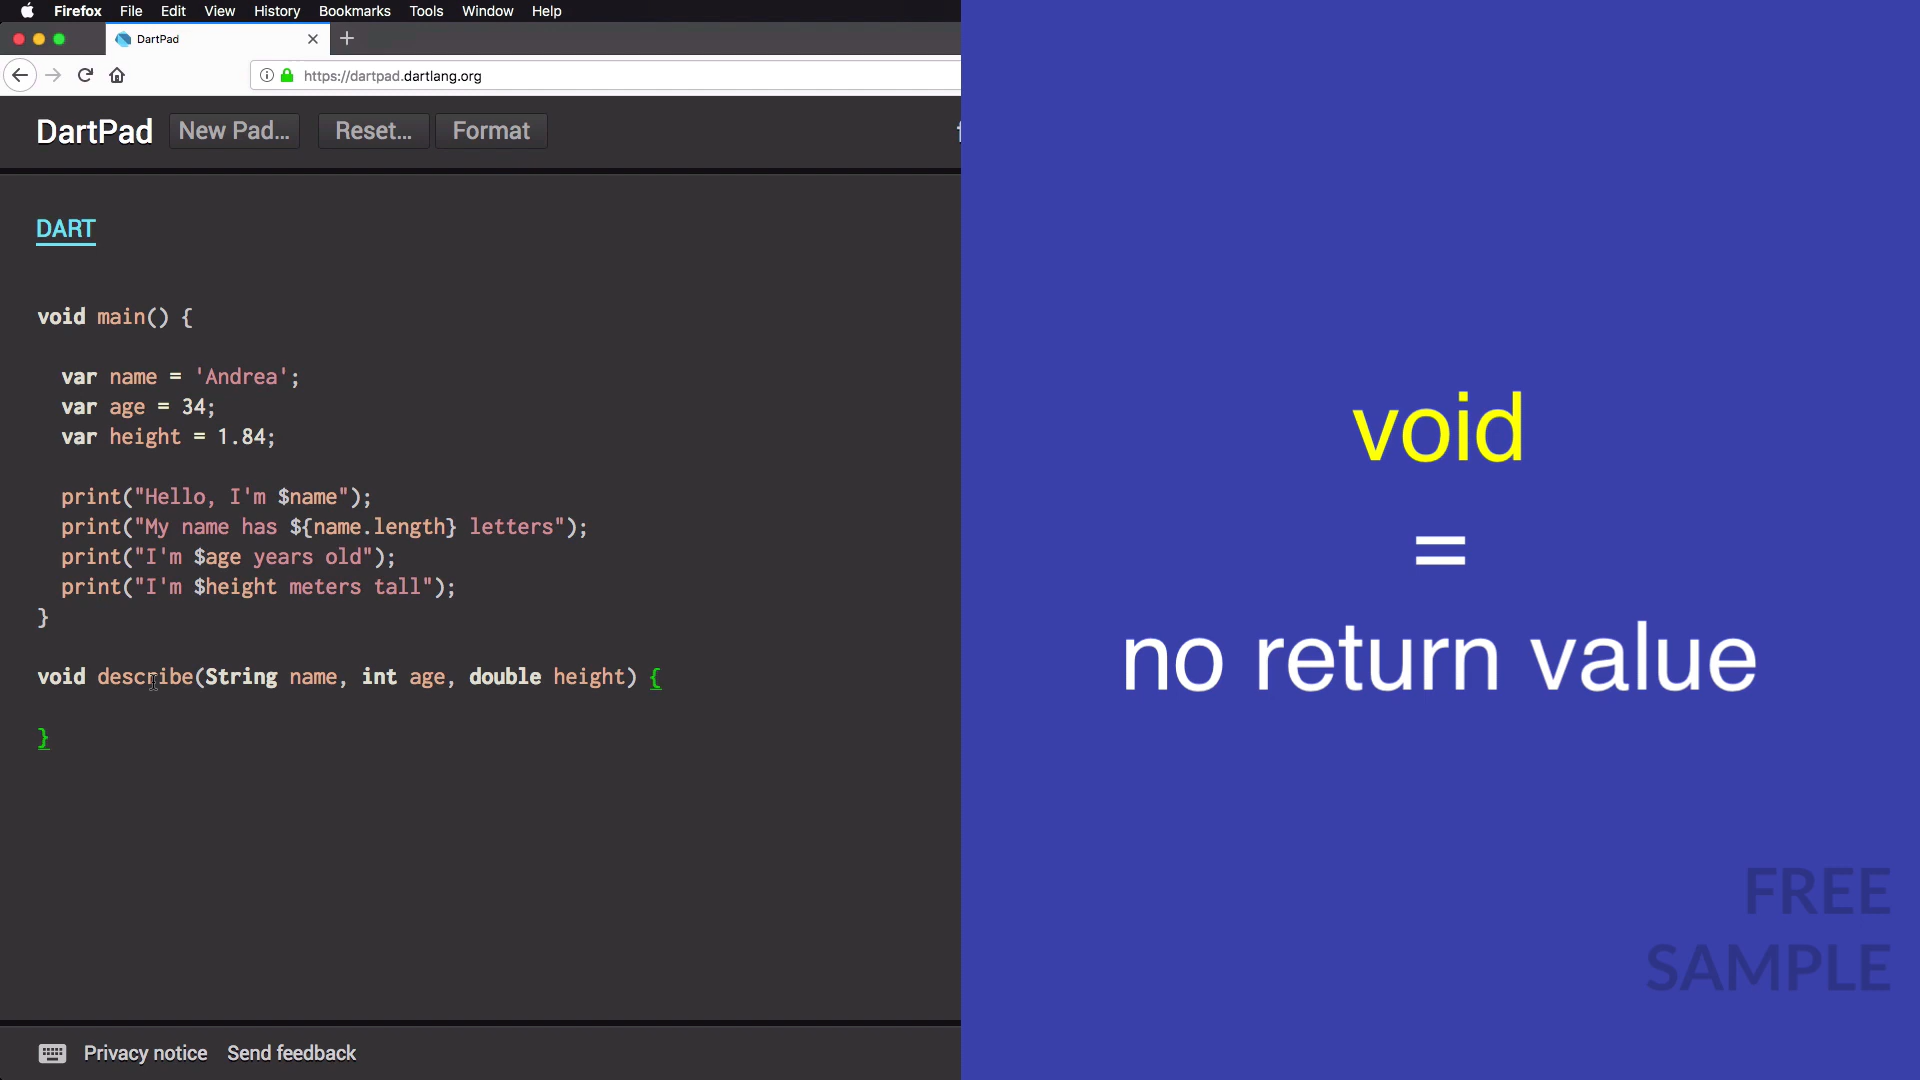 Firefox File Edit View History Bookmarks Tools Window Help
DartPad
https://dartpad.dartlang.org
DartPad New Pad... Reset... Format
DART
void main() {
var name = 'Andrea';
var age = 34;
var height = 1.84;
print("Hello, I'm $name");
print("My name has ${name.length} letters");
print("I'm $age years old");
print("I'm $height meters tall");
}
void describe(String name, int age, double height) {
}
Privacy notice Send feedback
void
=
no return value
FREE
SAMPLE